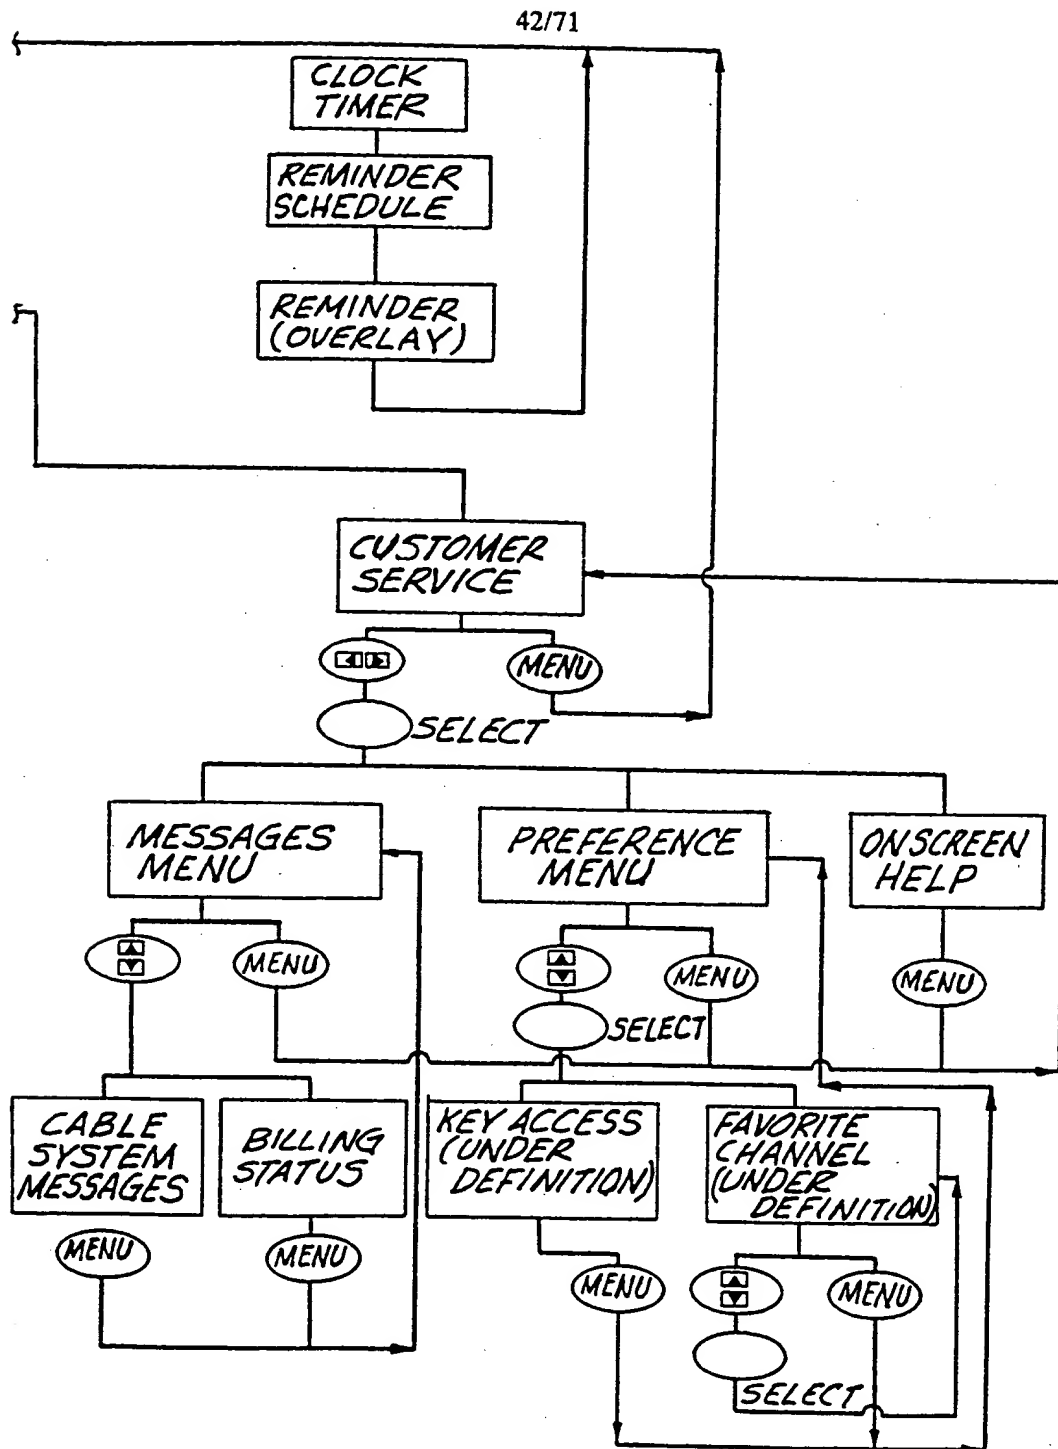 42/71
CLOCK
TIMER
REMINDER
SCHEDULE
REMINDER
(OVERLAY)
CUSTOMER
SERVICE
MENU
SELECT
MESSAGES
MENU
PREFERENCE
MENU
ONSCREEN
HELP
MENU
MENU
MENU
SELECT
CABLE
SYSTEM
MESSAGES
BILLING
STATUS
KEY ACCESS
(UNDER
DEFINITION)
FAVORITE
CHANNEL
(UNDER
DEFINITION)
MENU
MENU
MENU
MENU
SELECT